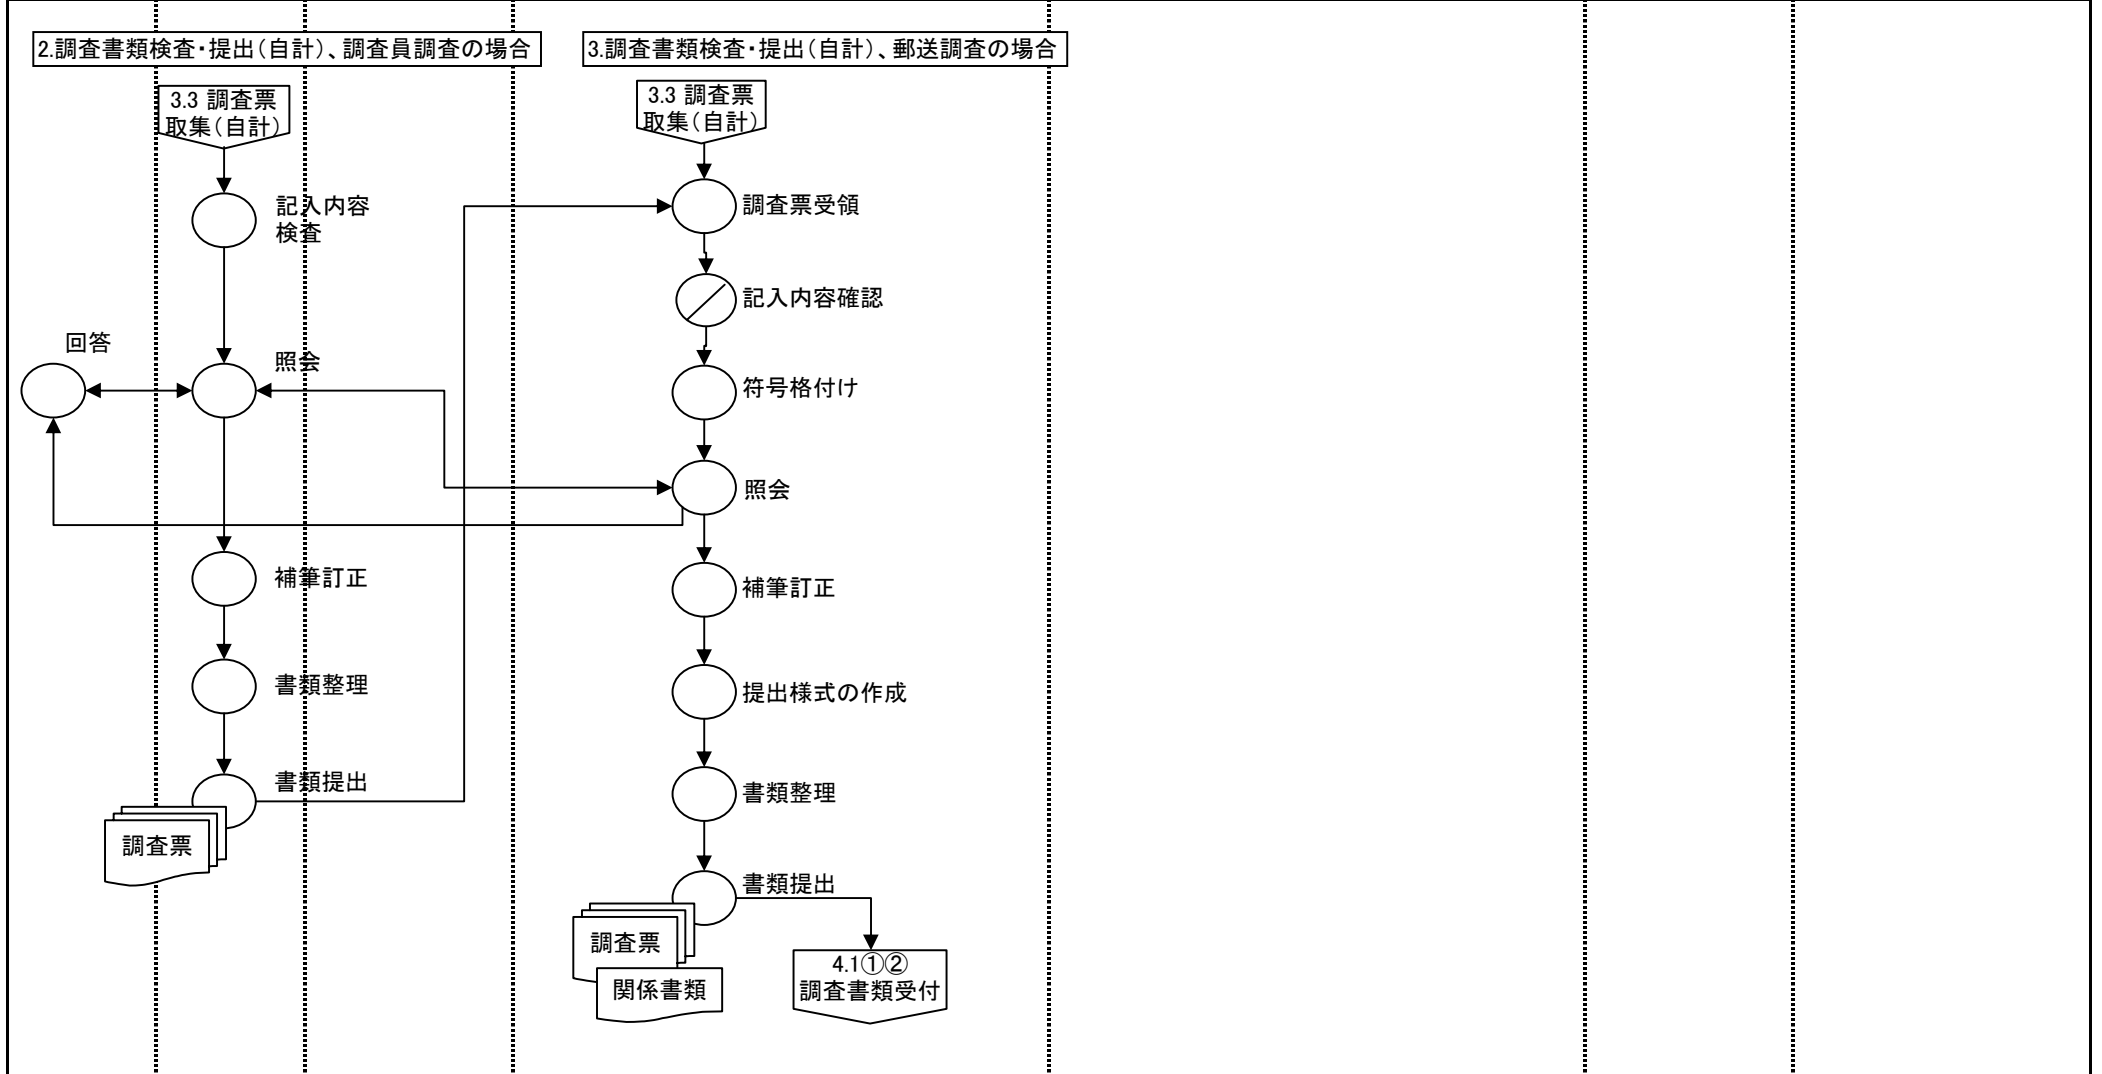 2.調査書類検査・提出(自計)、調査員調査の場合
3.3 調査票
取集(自計)
記入内容
検査
回答
照会
補筆訂正
書類整理
書類提出
調査票
3.調査書類検査・提出(自計)、郵送調査の場合
3.3 調査票
取集(自計)
調査票受領
記入内容確認
符号格付け
照会
補筆訂正
提出様式の作成
書類整理
書類提出
調査票
関係書類
4.1①②
調査書類受付